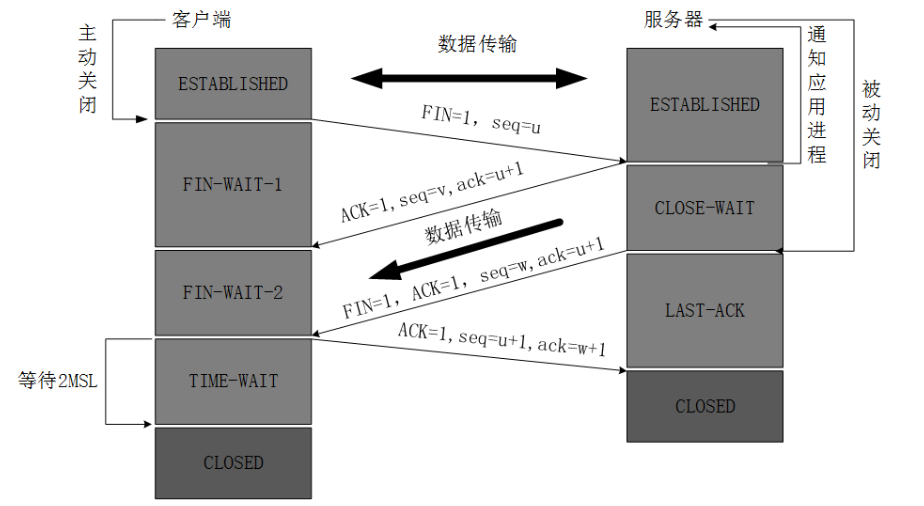 客户端
服务器
主动关闭
数据传输
通知应用进程
被动关闭
ESTABLISHED
ESTABLISHED
FIN=1, seq=u
FIN-WAIT-1
ACK=1,seq=v,ack=u+1
CLOSE-WAIT
数据传输
FIN-WAIT-2
FIN=1, ACK=1, seq=w,ack=u+1
LAST-ACK
ACK=1,seq=u+1,ack=w+1
等待2MSL
TIME-WAIT
CLOSED
CLOSED